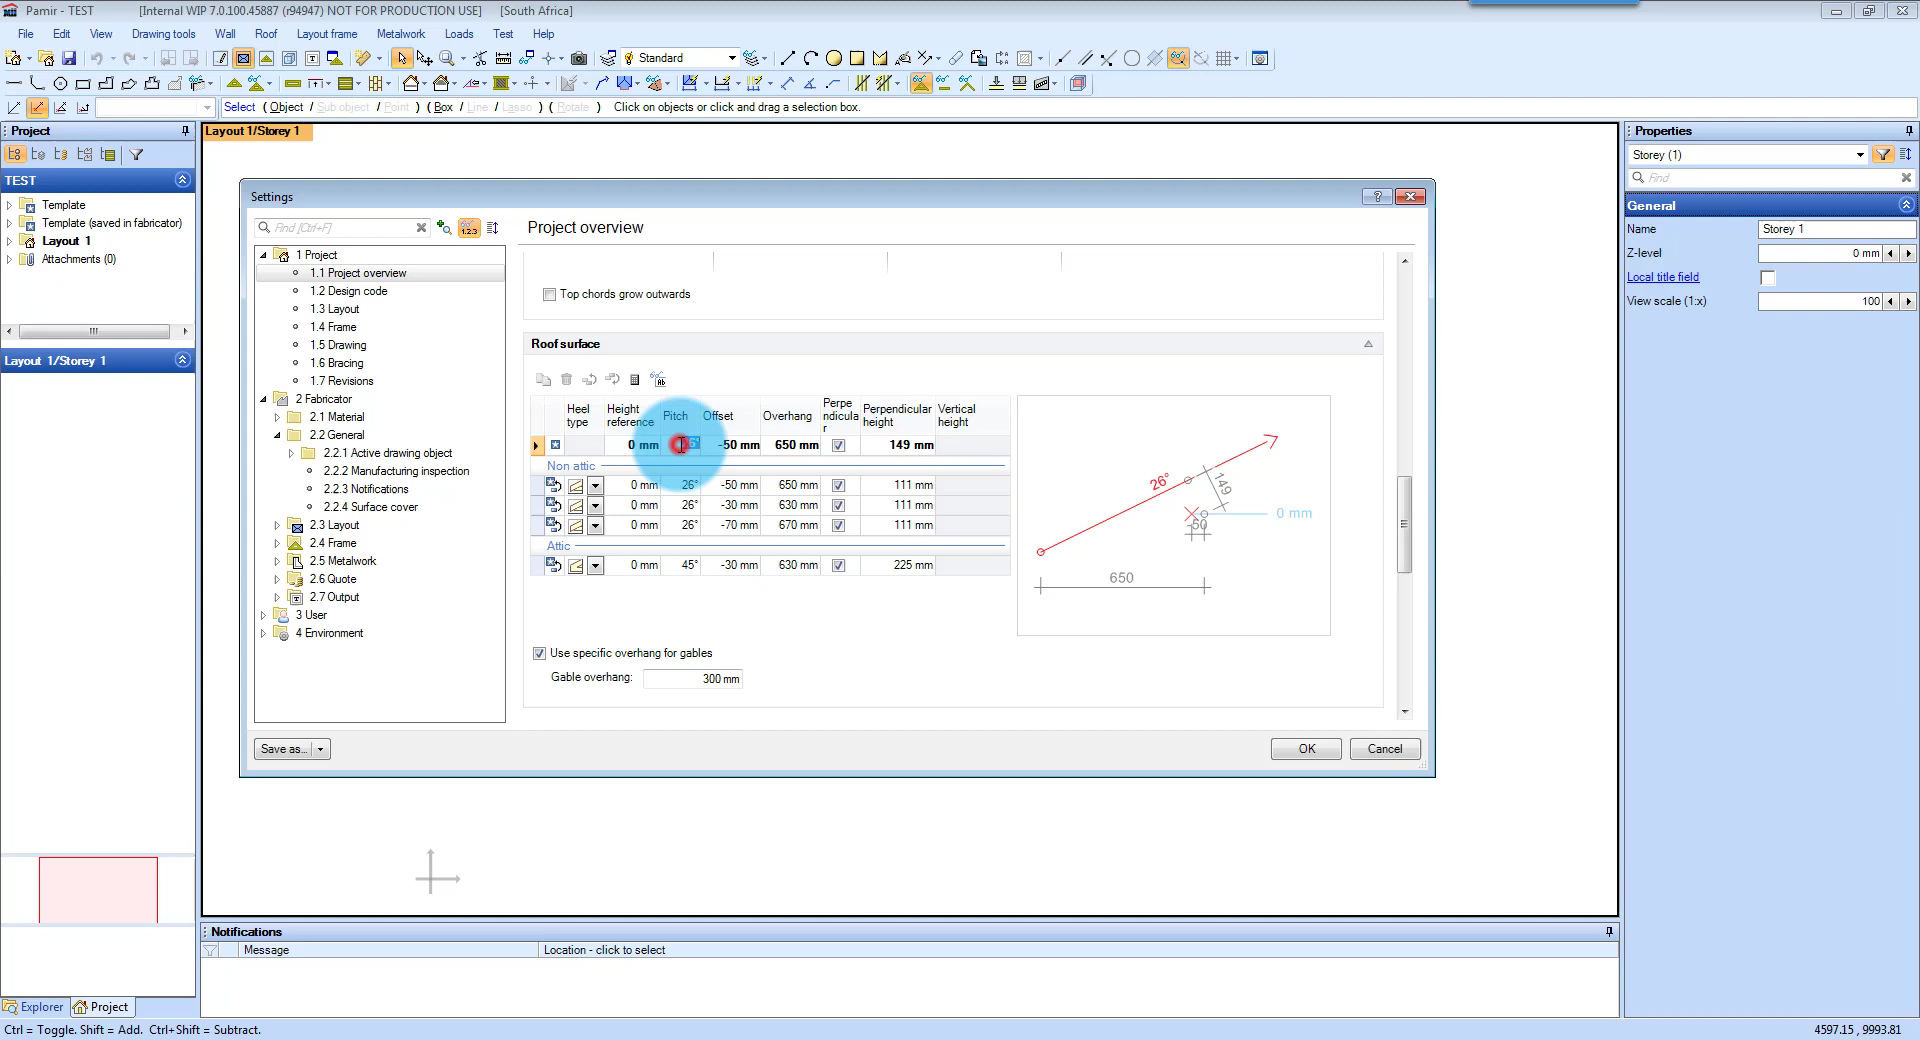 Pamir - TEST [Internal WIP 7.0.100.45887 (r94947) NOT FOR PRODUCTION USE] [South Africa]
File Edit View Drawing tools Wall Roof Layout frame Metalwork Loads Test Help
Standard
Select ( Object / Sub object / Point ) ( Box / Line / Lasso ) ( Rotate ) Click on objects or click and drag a selection box.
Project
TEST
Template
Template (saved in fabricator)
Layout 1
Attachments (0)
Layout 1/Storey 1
Explorer Project
Layout 1/Storey 1
Settings
Find [Ctrl+F]
1.2.3
1 Project
1.1 Project overview
1.2 Design code
1.3 Layout
1.4 Frame
1.5 Drawing
1.6 Bracing
1.7 Revisions
2 Fabricator
2.1 Material
2.2 General
2.2.1 Active drawing object
2.2.2 Manufacturing inspection
2.2.3 Notifications
2.2.4 Surface cover
2.3 Layout
2.4 Frame
2.5 Metalwork
2.6 Quote
2.7 Output
3 User
4 Environment
Save as...
Project overview
Top chords grow outwards
Roof surface
Ab
Heel type Height reference Pitch Offset Overhang Perpendicular Perpendicular height Vertical height
0 mm -50 mm 650 mm 149 mm
Non attic
0 mm 26° -50 mm 650 mm 111 mm
0 mm 26° -30 mm 630 mm 111 mm
0 mm 26° -70 mm 670 mm 111 mm
Attic
0 mm 45° -30 mm 630 mm 225 mm
26°
149
0 mm
-50
650
Use specific overhang for gables
Gable overhang: 300 mm
OK Cancel
Notifications
Message Location - click to select
Properties
Storey (1)
Find
General
Name Storey 1
Z-level 0 mm
Local title field
View scale (1:x) 100
Ctrl = Toggle. Shift = Add. Ctrl+Shift = Subtract.
4597.15 , 9993.81